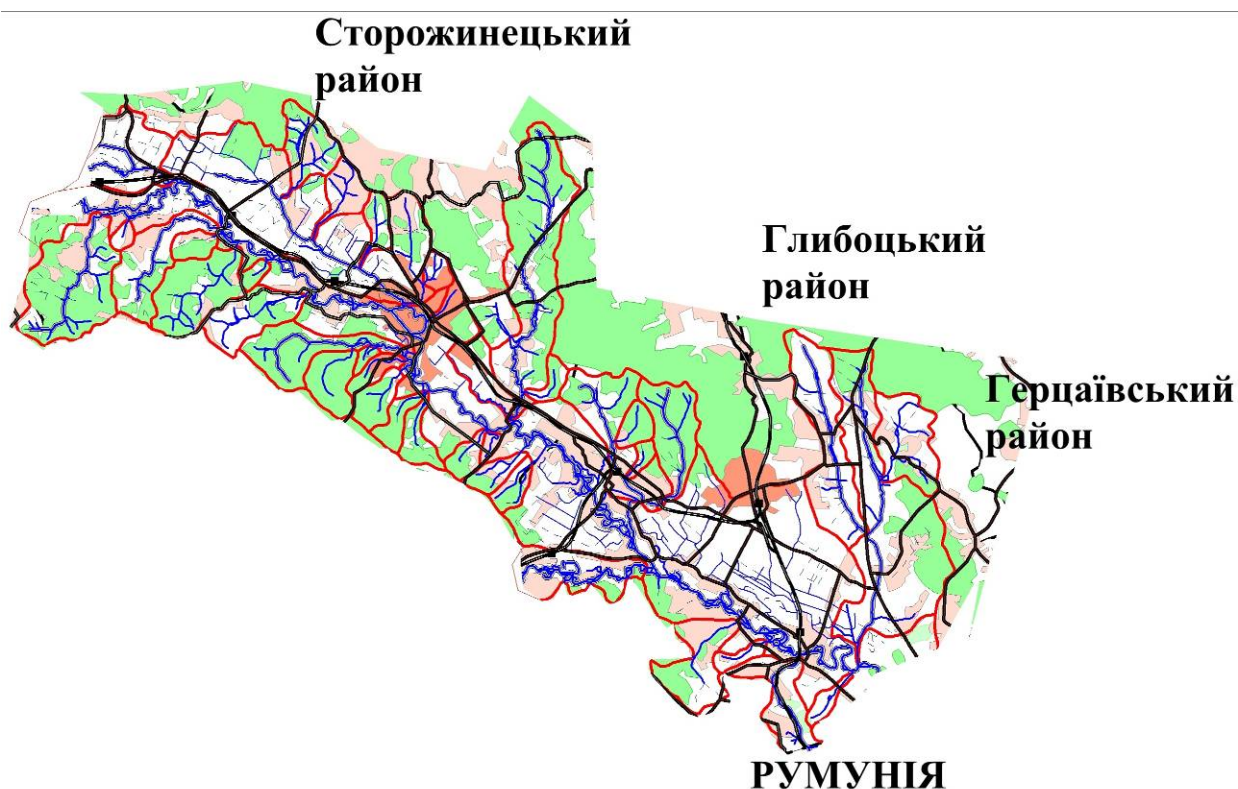 Сторожинецький
район
Глибоцький
район
Герцаївський
район
РУМУНІЯ